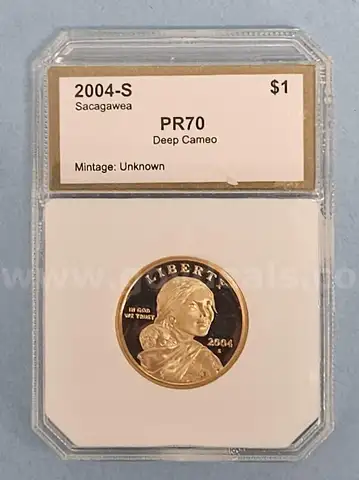 2004-S
$1
Sacagawea
PR70
Deep Cameo
Mintage: Unknown
LIBERTY
IN GOD
WE TRUST
2004
S